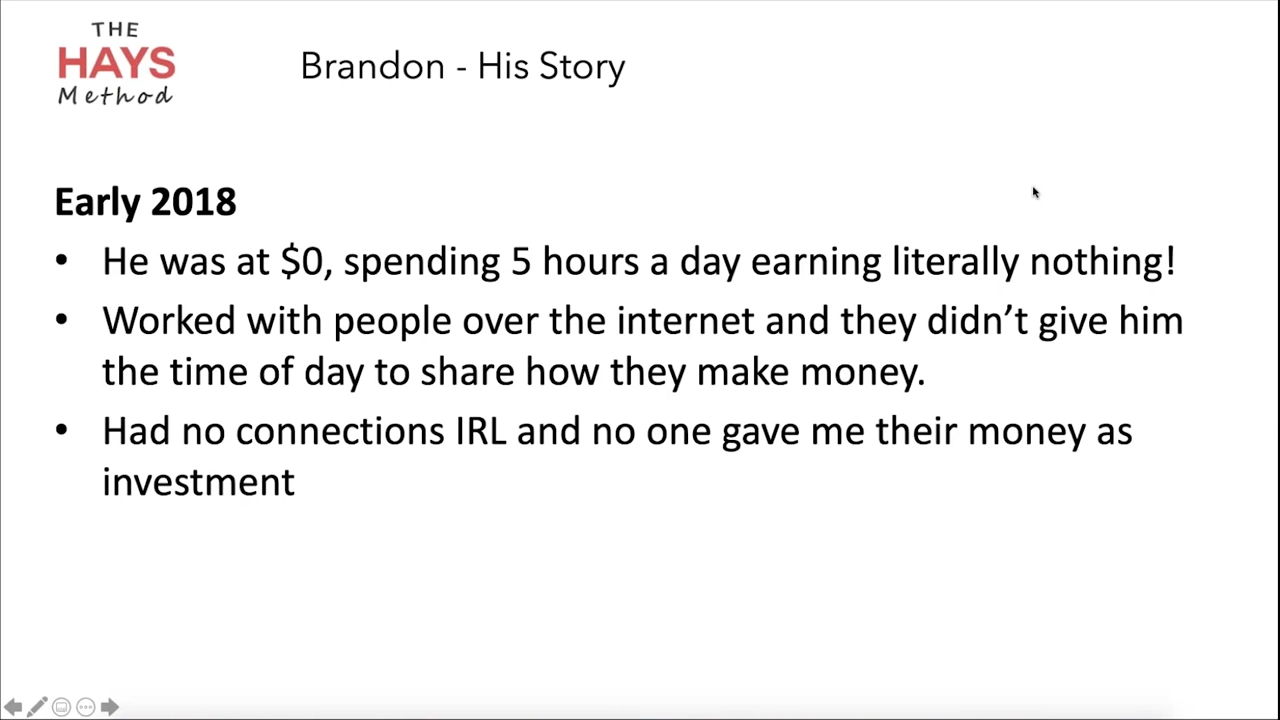 THE
HAYS
Method
Brandon - His Story
Early 2018
• He was at $0, spending 5 hours a day earning literally nothing!
• Worked with people over the internet and they didn’t give him
the time of day to share how they make money.
• Had no connections IRL and no one gave me their money as
investment